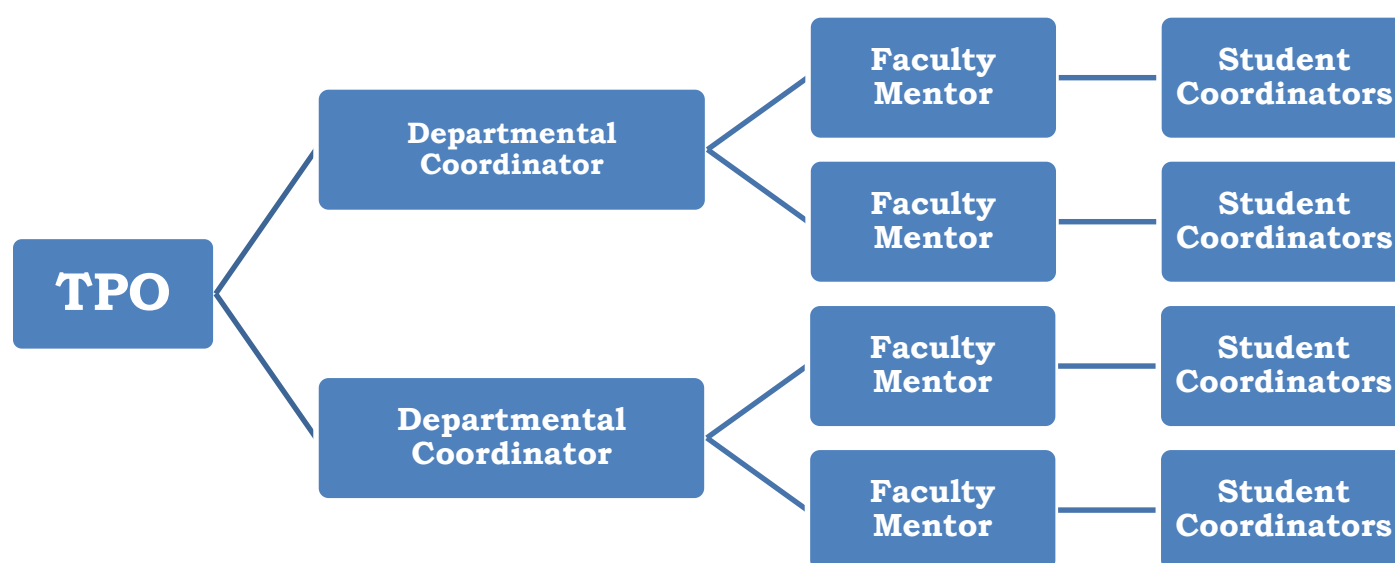 TPO
Departmental
Coordinator
Faculty
Mentor
Student
Coordinators
Faculty
Mentor
Student
Coordinators
Departmental
Coordinator
Faculty
Mentor
Student
Coordinators
Faculty
Mentor
Student
Coordinators